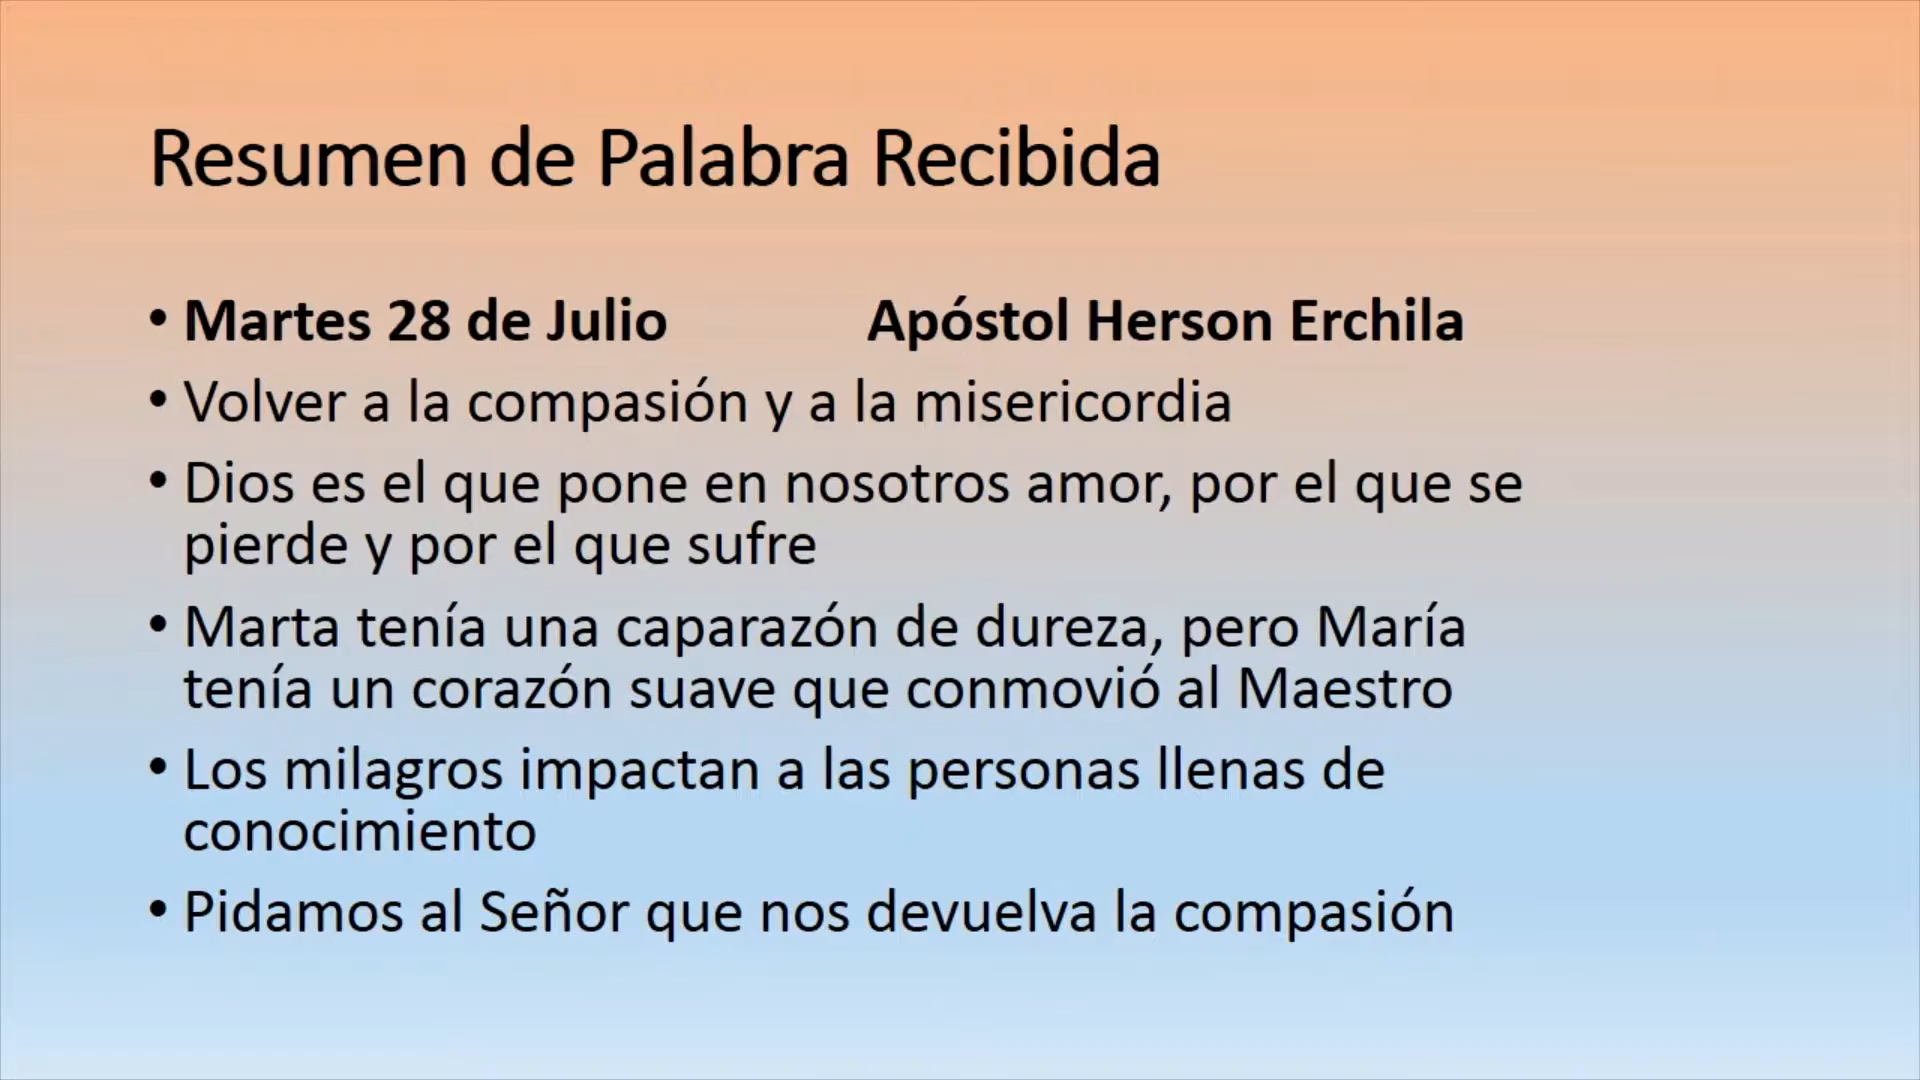 Resumen de Palabra Recibida
• Martes 28 de Julio Apóstol Herson Erchila
• Volver a la compasión y a la misericordia
• Dios es el que pone en nosotros amor, por el que se
pierde y por el que sufre
• Marta tenía una caparazón de dureza, pero María
tenía un corazón suave que conmovió al Maestro
• Los milagros impactan a las personas llenas de
conocimiento
• Pidamos al Señor que nos devuelva la compasión